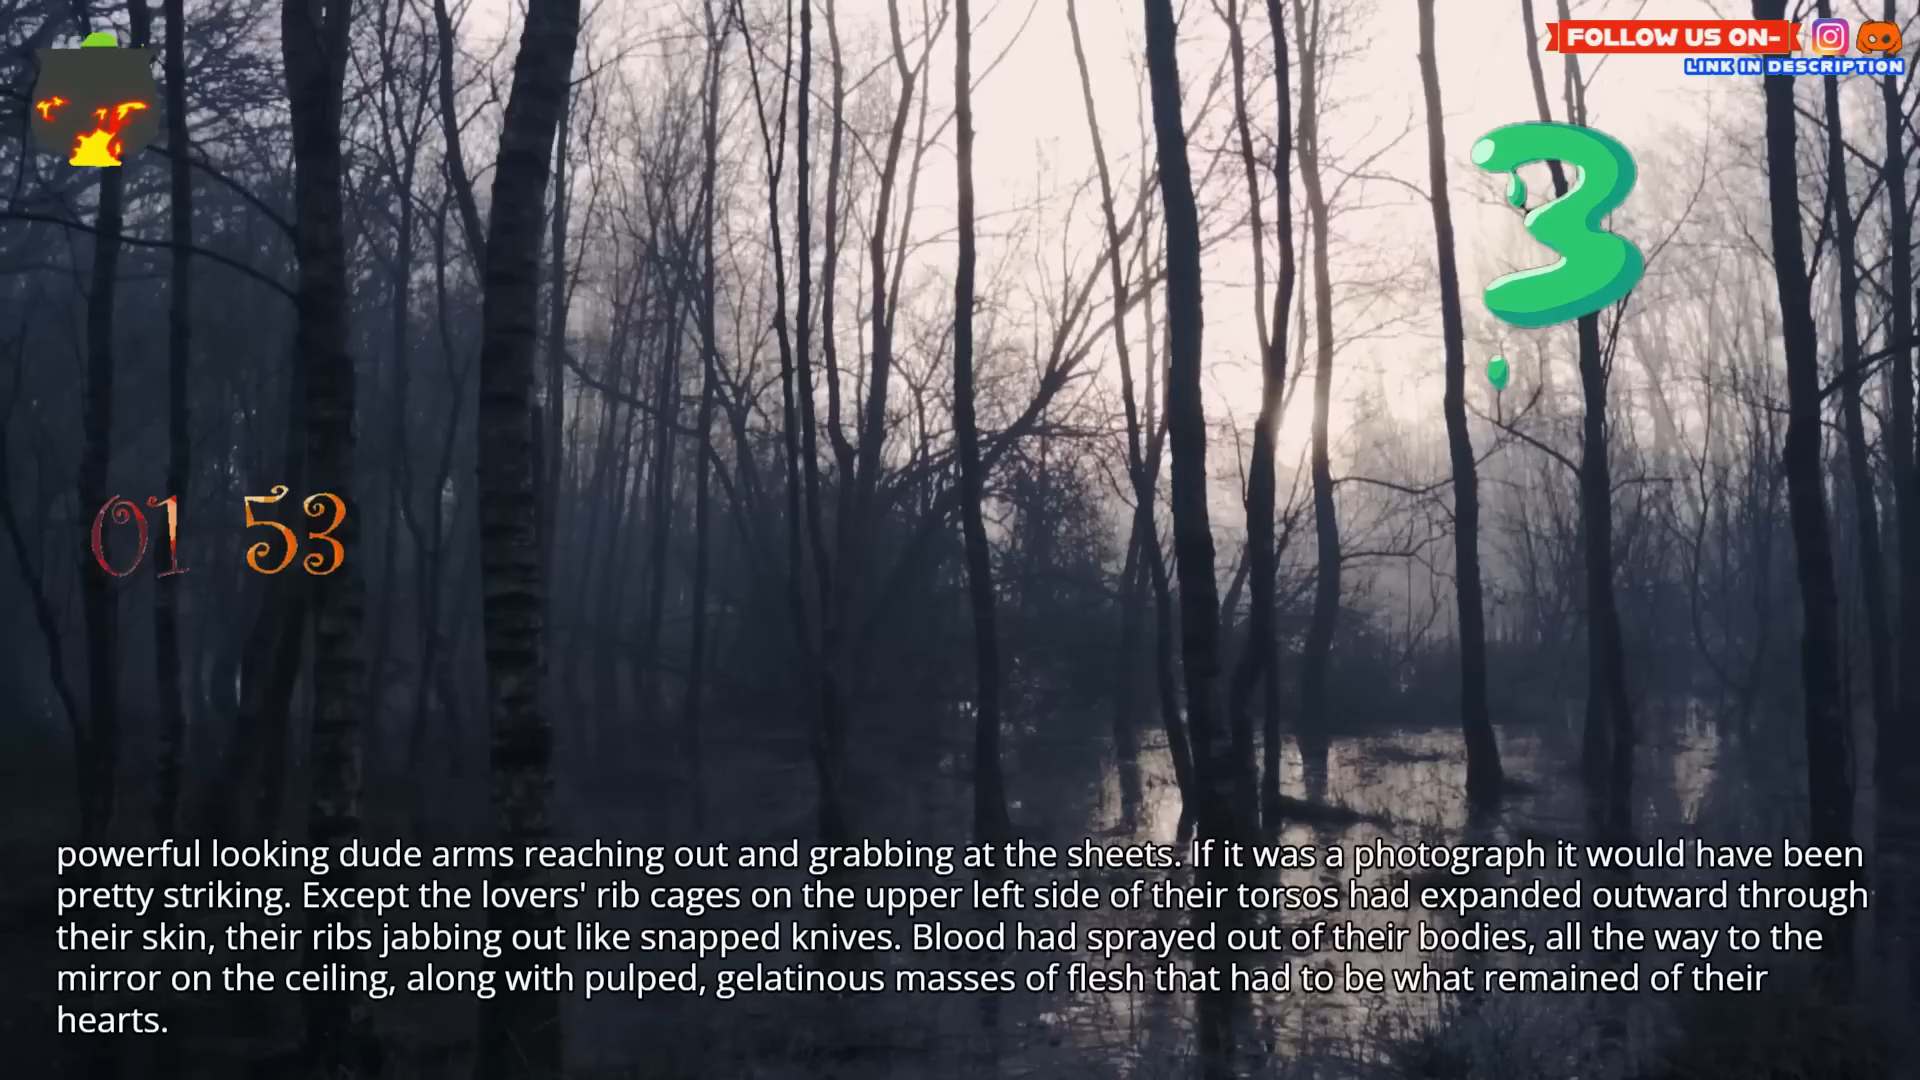 FOLLOW US ON-
LINK IN DESCRIPTION
3
01 53
powerful looking dude arms reaching out and grabbing at the sheets. If it was a photograph it would have been
pretty striking. Except the lovers' rib cages on the upper left side of their torsos had expanded outward through
their skin, their ribs jabbing out like snapped knives. Blood had sprayed out of their bodies, all the way to the
mirror on the ceiling, along with pulped, gelatinous masses of flesh that had to be what remained of their
hearts.